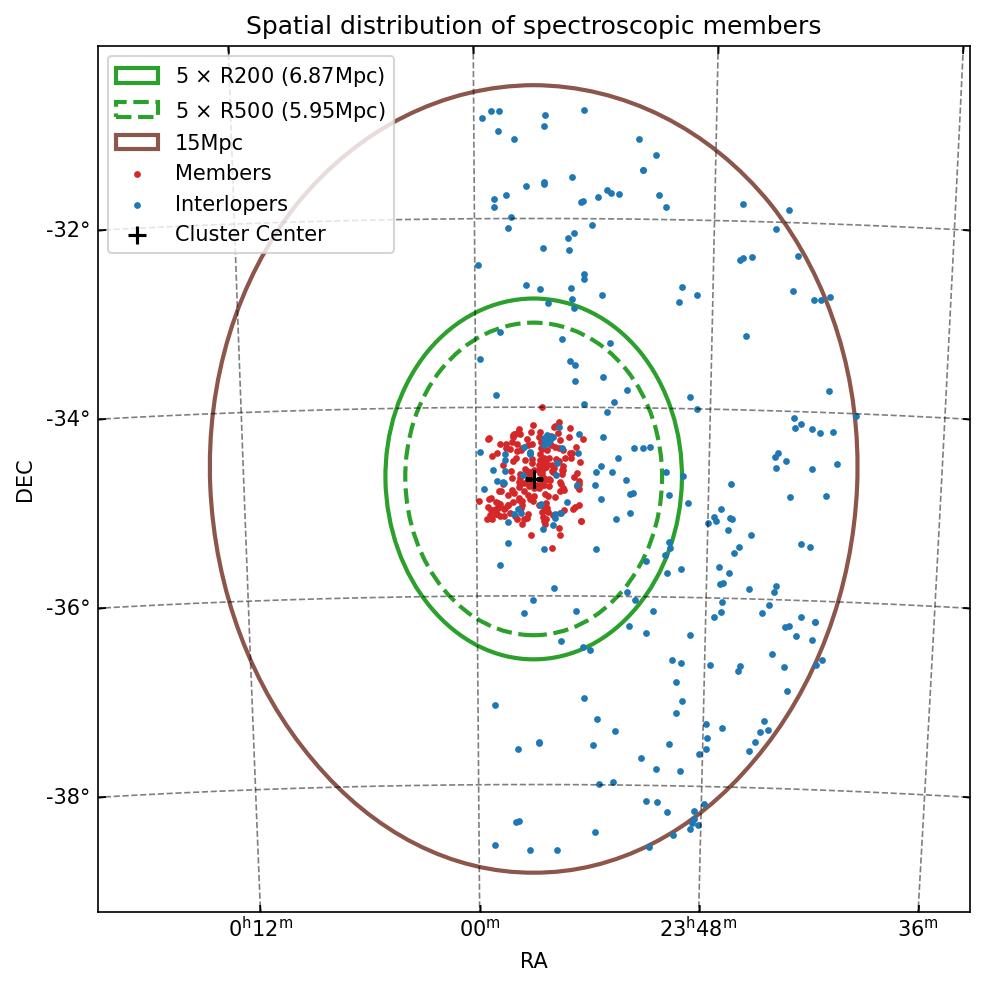 Spatial distribution of spectroscopic members
5 × R200 (6.87Mpc)
5 × R500 (5.95Mpc)
15Mpc
Members
Interlopers
Cluster Center
-32°
-34°
-36°
-38°
DEC
0ʰ12ᵐ 00ᵐ 23ʰ48ᵐ 36ᵐ
RA